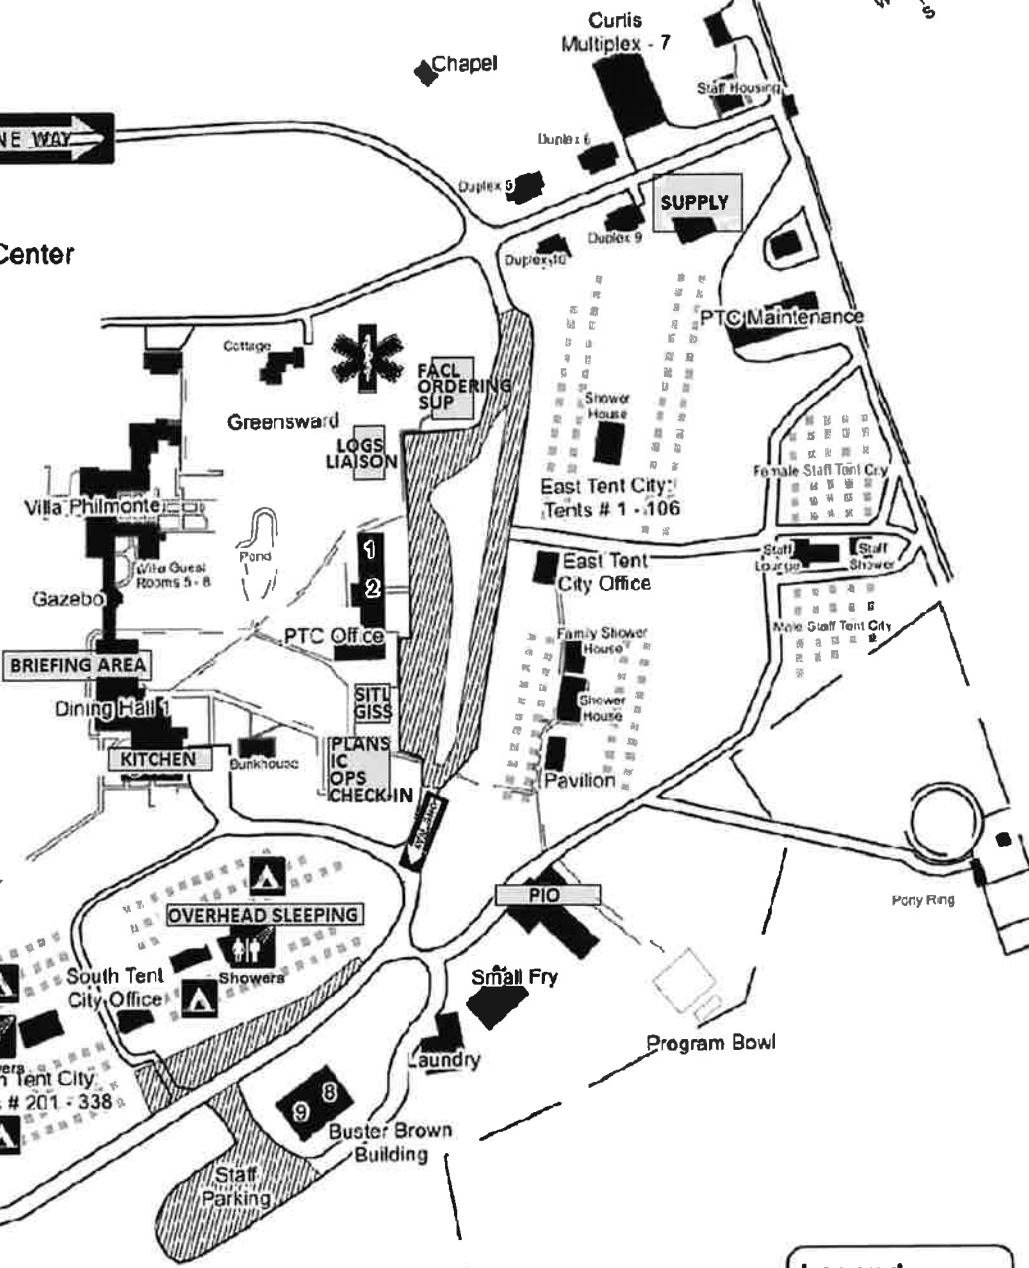 Curtis
Multiplex - 7
Chapel
Staff Housing
NE WAY
Duplex 6
Duplex 5
SUPPLY
Duplex 9
Duplex 10
Center
PTC Maintenance
Cottage
FACL
ORDERING
SUP
Greensward
LOGS
LIAISON
Shower
House
Female Staff Tent City
East Tent City:
Tents # 1 - 106
Villa Philmonte
Pond
1
2
Villa Guest
Rooms 5 - 8
Gazebo
East Tent
City Office
Staff
Lounge
Staff
Shower
PTC Office
Family Shower
House
Male Staff Tent City
BRIEFING AREA
Dining Hall 1
SITL
GISS
Shower
House
KITCHEN
Bunkhouse
PLANS
IC
OPS
CHECK-IN
Pavilion
ONE WAY
Pony Ring
OVERHEAD SLEEPING
PIO
Showers
South Tent
City Office
Small Fry
Program Bowl
Laundry
Tent City
# 201 - 338
9 8
Buster Brown
Building
Staff
Parking